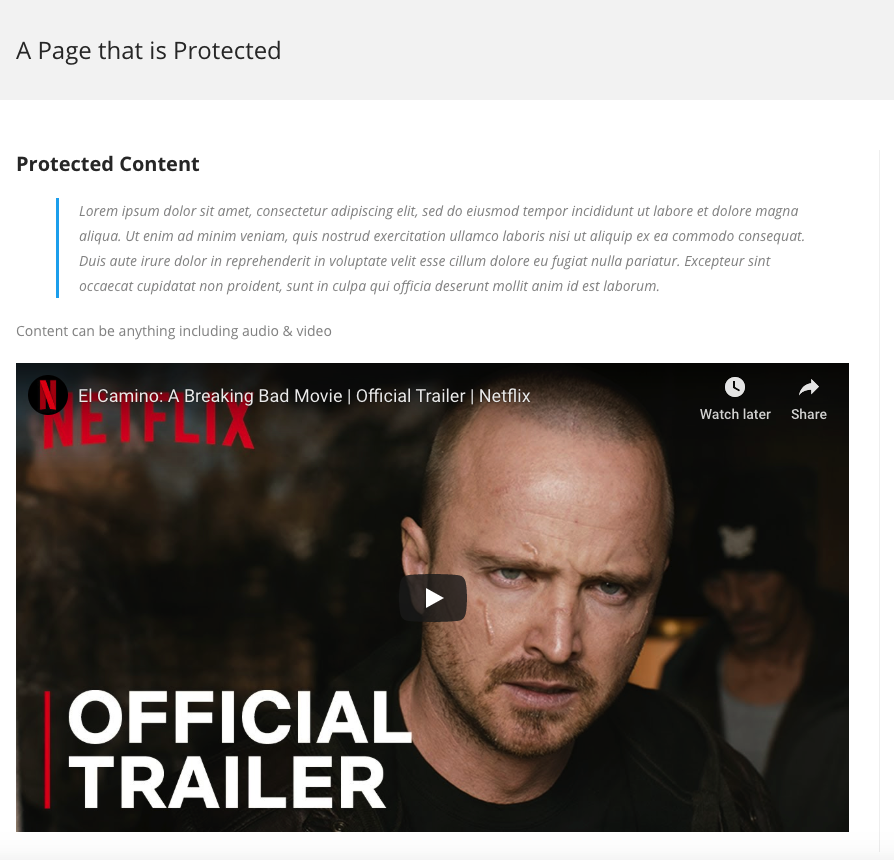 A Page that is Protected
Protected Content
Lorem ipsum dolor sit amet, consectetur adipiscing elit, sed do eiusmod tempor incididunt ut labore et dolore magna
aliqua. Ut enim ad minim veniam, quis nostrud exercitation ullamco laboris nisi ut aliquip ex ea commodo consequat.
Duis aute irure dolor in reprehenderit in voluptate velit esse cillum dolore eu fugiat nulla pariatur. Excepteur sint
occaecat cupidatat non proident, sunt in culpa qui officia deserunt mollit anim id est laborum.
Content can be anything including audio & video
N
El Camino: A Breaking Bad Movie | Official Trailer | Netflix
Watch later
Share
NETFLIX
OFFICIAL
TRAILER